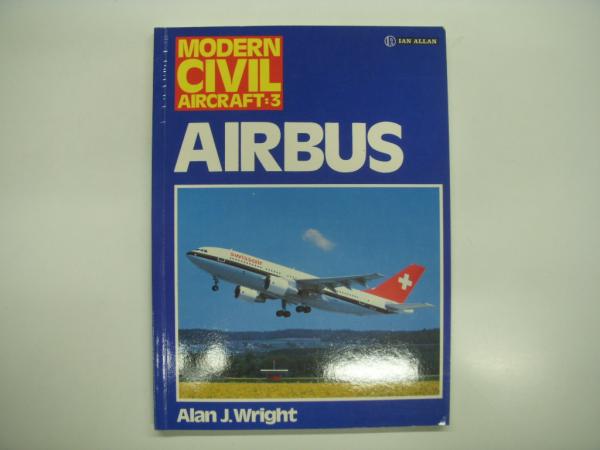 MODERN
CIVIL
AIRCRAFT:3
IAN ALLAN
AIRBUS
swissair
Alan J. Wright